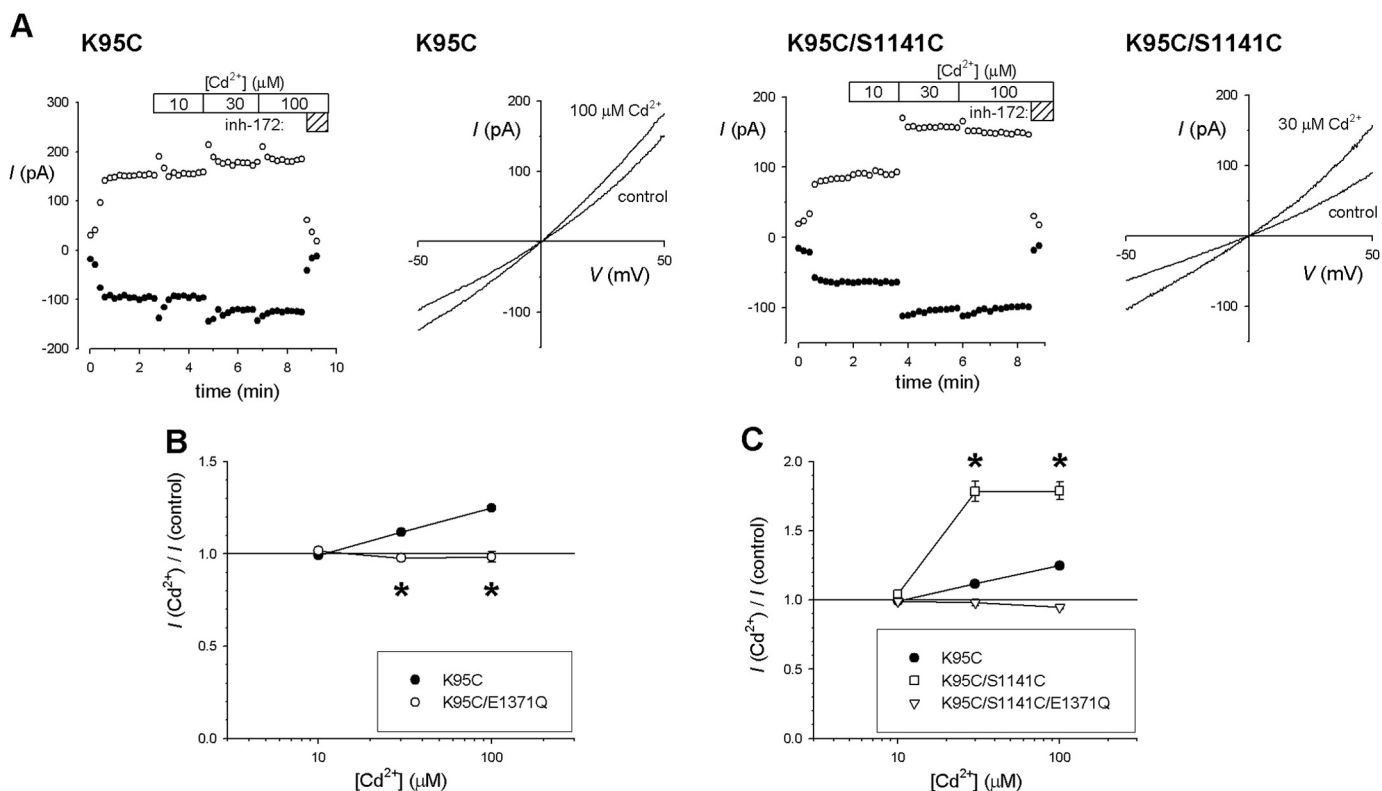 A
K95C
K95C
K95C/S1141C
K95C/S1141C
[Cd²⁺] (μM)
10 30 100
inh-172:
300
200
100
0
-100
-200
I (pA)
0 2 4 6 8 10
time (min)
200
I (pA)
100 μM Cd²⁺
100
control
-50
50
V (mV)
-100
[Cd²⁺] (μM)
10 30 100
inh-172:
200
100
0
-100
I (pA)
0 2 4 6 8
time (min)
200
I (pA)
30 μM Cd²⁺
100
control
-50
50
V (mV)
-100
B
1.5
1.0
0.5
0.0
I (Cd²⁺) / I (control)
*
*
K95C
K95C/E1371Q
10 100
[Cd²⁺] (μM)
C
2.0
1.5
1.0
0.5
0.0
I (Cd²⁺) / I (control)
*
*
K95C
K95C/S1141C
K95C/S1141C/E1371Q
10 100
[Cd²⁺] (μM)